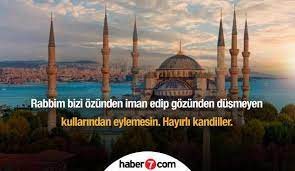 Rabbim bizi özünden iman edip gözünden düşmeyen
kullarından eylemesin. Hayırlı kandiller.
haber7com